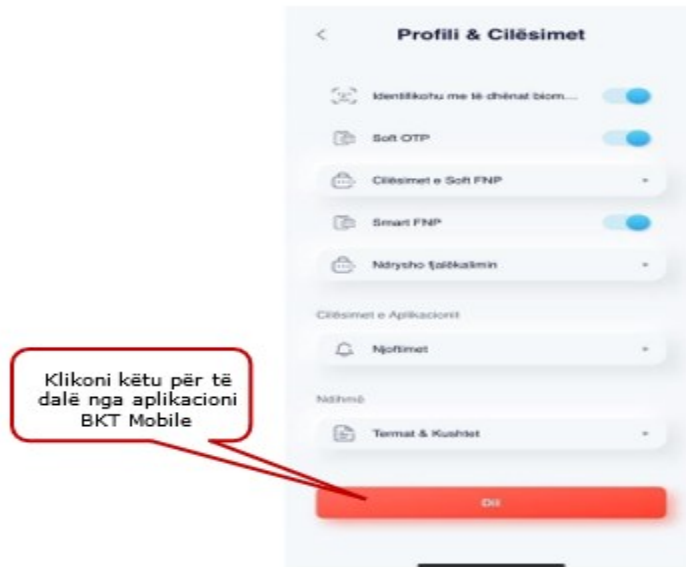 Profili & Cilësimet
Identifikohu me të dhënat biom...
Soft OTP
Cilësimet e Soft FNP
Smart FNP
Ndrysho fjalëkalimin
Cilësimet e Aplikacionit
Njoftimet
Klikoni këtu për të
dalë nga aplikacioni
BKT Mobile
Ndihmë
Termat & Kushtet
Dil